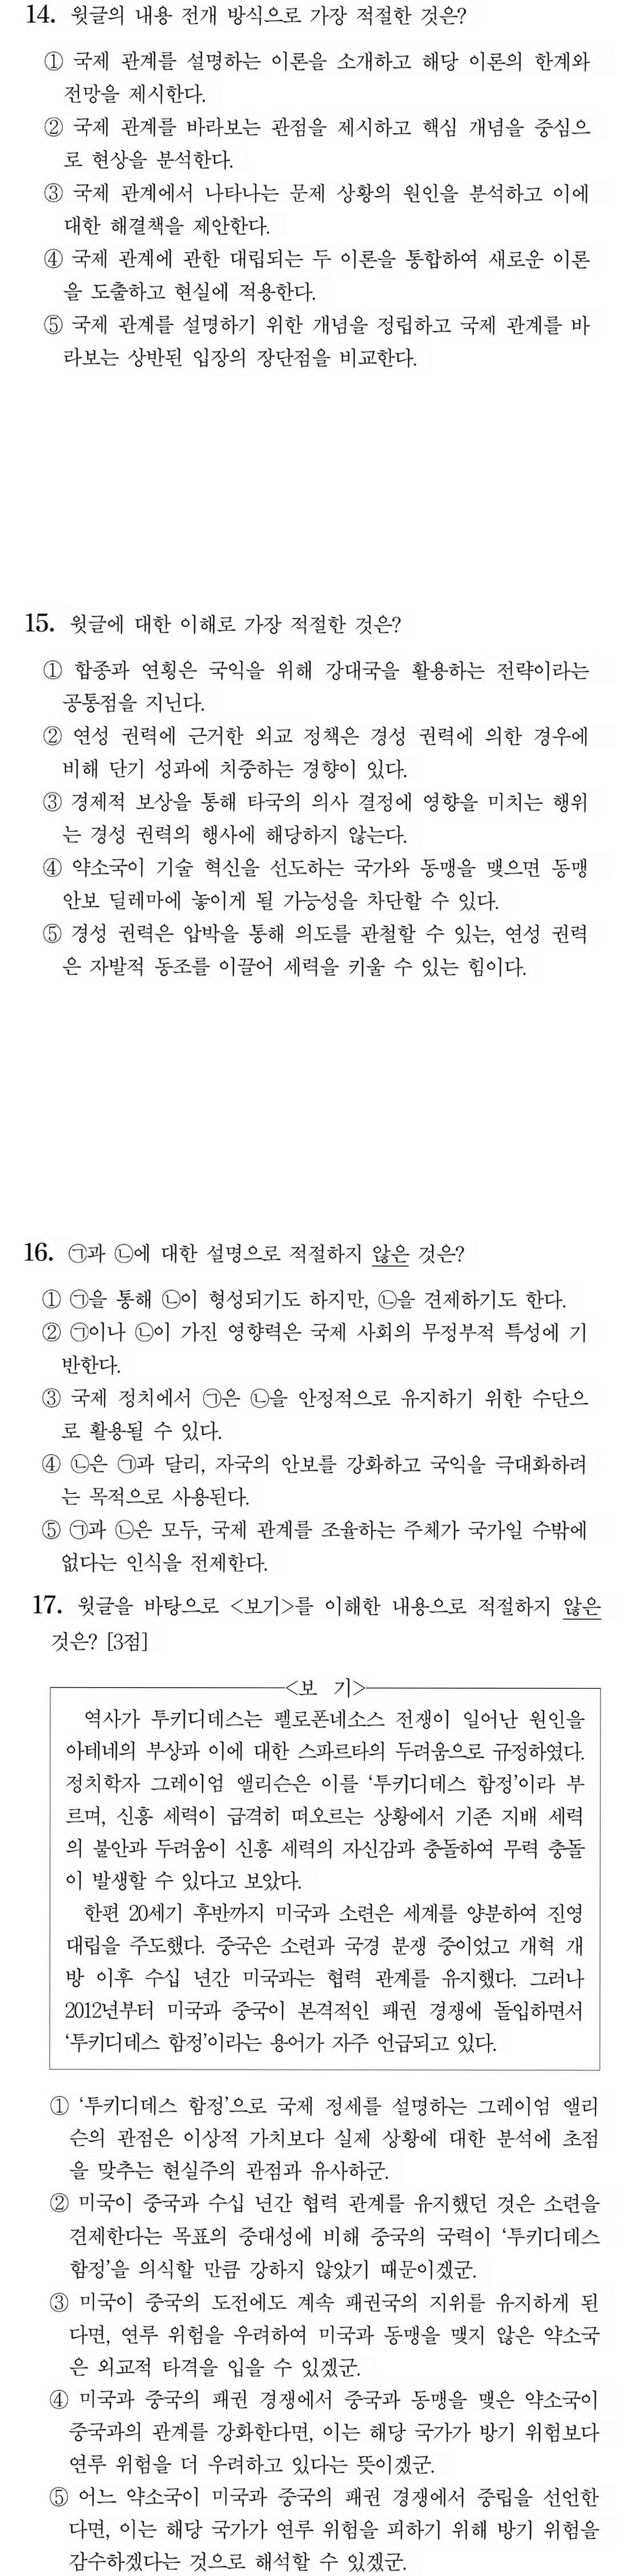 14. 윗글의 내용 전개 방식으로 가장 적절한 것은?
① 국제 관계를 설명하는 이론을 소개하고 해당 이론의 한계와
전망을 제시한다.
② 국제 관계를 바라보는 관점을 제시하고 핵심 개념을 중심으
로 현상을 분석한다.
③ 국제 관계에서 나타나는 문제 상황의 원인을 분석하고 이에
대한 해결책을 제안한다.
④ 국제 관계에 관한 대립되는 두 이론을 통합하여 새로운 이론
을 도출하고 현실에 적용한다.
⑤ 국제 관계를 설명하기 위한 개념을 정립하고 국제 관계를 바
라보는 상반된 입장의 장단점을 비교한다.
15. 윗글에 대한 이해로 가장 적절한 것은?
① 합종과 연횡은 국익을 위해 강대국을 활용하는 전략이라는
공통점을 지닌다.
② 연성 권력에 근거한 외교 정책은 경성 권력에 의한 경우에
비해 단기 성과에 치중하는 경향이 있다.
③ 경제적 보상을 통해 타국의 의사 결정에 영향을 미치는 행위
는 경성 권력의 행사에 해당하지 않는다.
④ 약소국이 기술 혁신을 선도하는 국가와 동맹을 맺으면 동맹
안보 딜레마에 놓이게 될 가능성을 차단할 수 있다.
⑤ 경성 권력은 압박을 통해 의도를 관철할 수 있는, 연성 권력
은 자발적 동조를 이끌어 세력을 키울 수 있는 힘이다.
16. ㉠과 ㉡에 대한 설명으로 적절하지 않은 것은?
① ㉠을 통해 ㉡이 형성되기도 하지만, ㉡을 견제하기도 한다.
② ㉠이나 ㉡이 가진 영향력은 국제 사회의 무정부적 특성에 기
반한다.
③ 국제 정치에서 ㉠은 ㉡을 안정적으로 유지하기 위한 수단으
로 활용될 수 있다.
④ ㉡은 ㉠과 달리, 자국의 안보를 강화하고 국익을 극대화하려
는 목적으로 사용된다.
⑤ ㉠과 ㉡은 모두, 국제 관계를 조율하는 주체가 국가일 수밖에
없다는 인식을 전제한다.
17. 윗글을 바탕으로 <보기>를 이해한 내용으로 적절하지 않은
것은? [3점]
<보 기>
역사가 투키디데스는 펠로폰네소스 전쟁이 일어난 원인을
아테네의 부상과 이에 대한 스파르타의 두려움으로 규정하였다.
정치학자 그레이엄 앨리슨은 이를 ‘투키디데스 함정’이라 부
르며, 신흥 세력이 급격히 떠오르는 상황에서 기존 지배 세력
의 불안과 두려움이 신흥 세력의 자신감과 충돌하여 무력 충돌
이 발생할 수 있다고 보았다.
한편 20세기 후반까지 미국과 소련은 세계를 양분하여 진영
대립을 주도했다. 중국은 소련과 국경 분쟁 중이었고 개혁 개
방 이후 수십 년간 미국과는 협력 관계를 유지했다. 그러나
2012년부터 미국과 중국이 본격적인 패권 경쟁에 돌입하면서
‘투키디데스 함정’이라는 용어가 자주 언급되고 있다.
① ‘투키디데스 함정’으로 국제 정세를 설명하는 그레이엄 앨리
슨의 관점은 이상적 가치보다 실제 상황에 대한 분석에 초점
을 맞추는 현실주의 관점과 유사하군.
② 미국이 중국과 수십 년간 협력 관계를 유지했던 것은 소련을
견제한다는 목표의 중대성에 비해 중국의 국력이 ‘투키디데스
함정’을 의식할 만큼 강하지 않았기 때문이겠군.
③ 미국이 중국의 도전에도 계속 패권국의 지위를 유지하게 된
다면, 연루 위험을 우려하여 미국과 동맹을 맺지 않은 약소국
은 외교적 타격을 입을 수 있겠군.
④ 미국과 중국의 패권 경쟁에서 중국과 동맹을 맺은 약소국이
중국과의 관계를 강화한다면, 이는 해당 국가가 방기 위험보다
연루 위험을 더 우려하고 있다는 뜻이겠군.
⑤ 어느 약소국이 미국과 중국의 패권 경쟁에서 중립을 선언한
다면, 이는 해당 국가가 연루 위험을 피하기 위해 방기 위험을
감수하겠다는 것으로 해석할 수 있겠군.